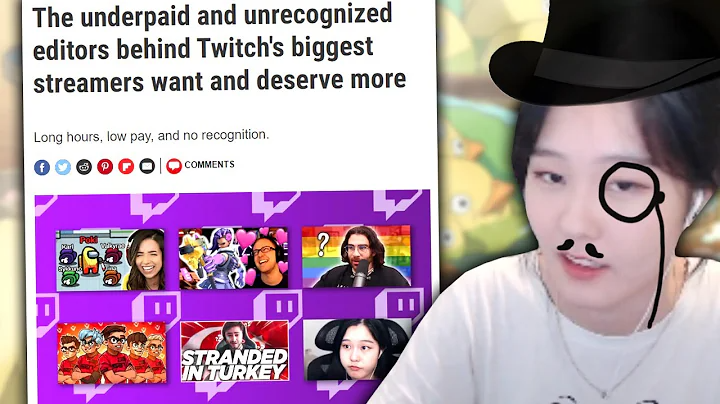 The underpaid and unrecognized
editors behind Twitch's biggest
streamers want and deserve more
Long hours, low pay, and no recognition.
COMMENTS
Karl
Poki
Valkyrae
Sykkuno
Tina
?
STRANDED
IN TURKEY